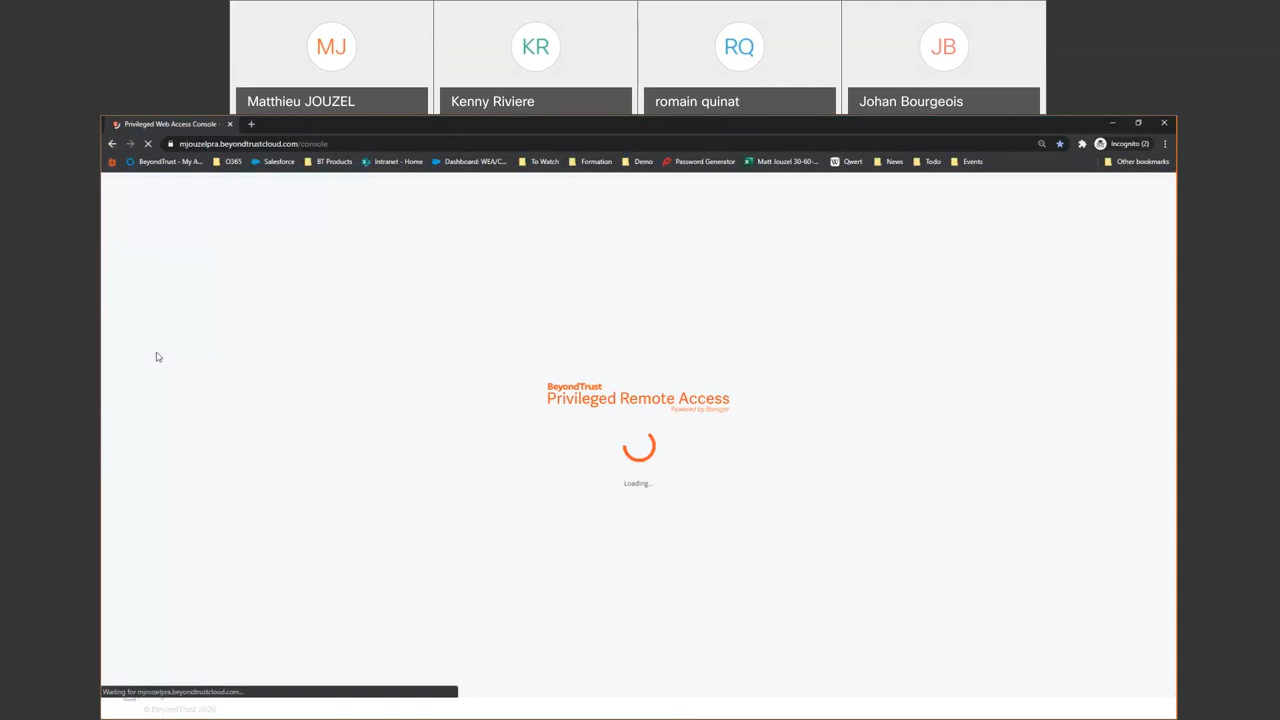 MJ
KR
RQ
JB
Matthieu JOUZEL
Kenny Riviere
romain quinat
Johan Bourgeois
Privileged Web Access Console
mjouzelpra.beyondtrustcloud.com/console
Incognito (2)
BeyondTrust - My A...
O365
Salesforce
BT Products
Intranet - Home
Dashboard: WEA/C...
To Watch
Formation
Demo
Password Generator
Matt Jouzel 30-60-...
Qwert
News
Todo
Events
Other bookmarks
BeyondTrust
Privileged Remote Access
Powered by Bomgar
Loading...
Waiting for mjouzelpra.beyondtrustcloud.com...
© BeyondTrust 2020